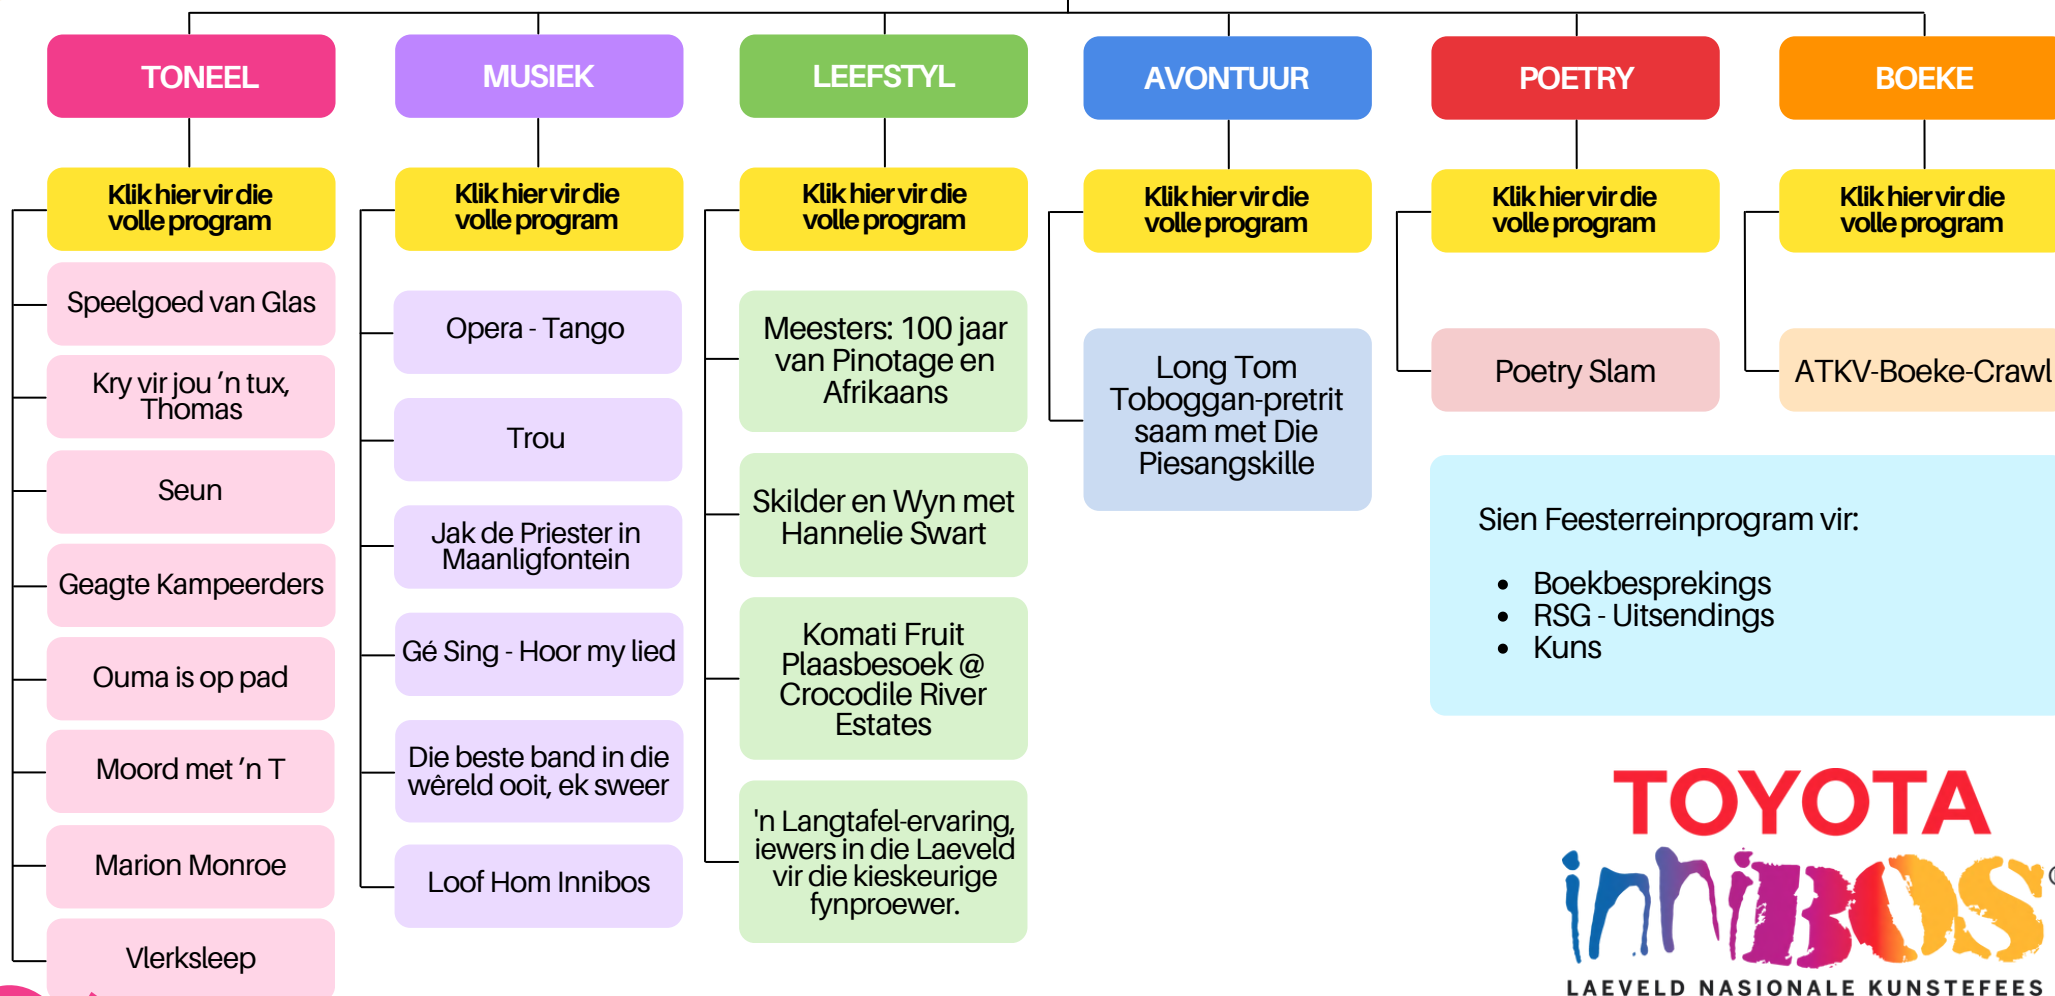 TONEEL
Klik hier vir die
volle program
Speelgoed van Glas
Kry vir jou 'n tux,
Thomas
Seun
Geagte Kampeerders
Ouma is op pad
Moord met 'n T
Marion Monroe
Vlerksleep
MUSIEK
Klik hier vir die
volle program
Opera - Tango
Trou
Jak de Priester in
Maanligfontein
Gé Sing - Hoor my lied
Die beste band in die
wêreld ooit, ek sweer
Loof Hom Innibos
LEEFSTYL
Klik hier vir die
volle program
Meesters: 100 jaar
van Pinotage en
Afrikaans
Skilder en Wyn met
Hannelie Swart
Komati Fruit
Plaasbesoek @
Crocodile River
Estates
'n Langtafel-ervaring,
iewers in die Laeveld
vir die kieskeurige
fynproewer.
AVONTUUR
Klik hier vir die
volle program
Long Tom
Toboggan-pretrit
saam met Die
Piesangskille
POETRY
Klik hier vir die
volle program
Poetry Slam
BOEKE
Klik hier vir die
volle program
ATKV-Boeke-Crawl
Sien Feesterreinprogram vir:
• Boekbesprekings
• RSG - Uitsendings
• Kuns
TOYOTA
inniBOS
LAEVELD NASIONALE KUNSTEFEES